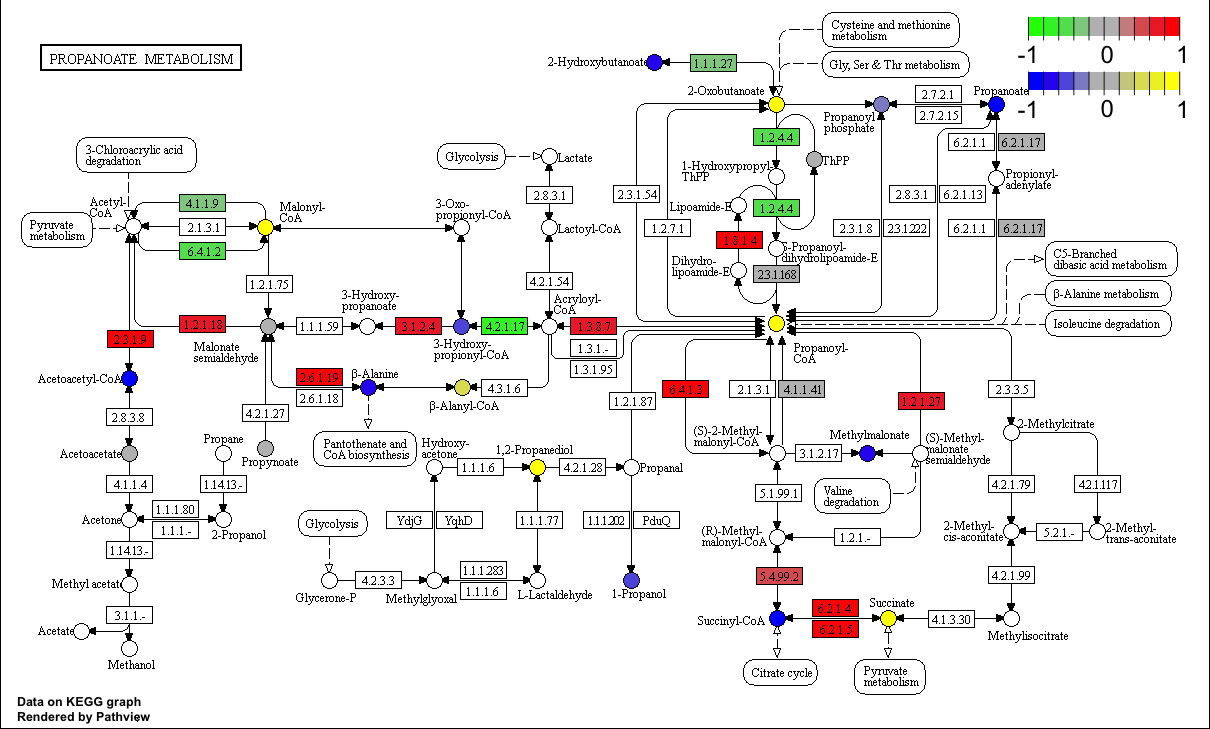 PROPANOATE METABOLISM
Cysteine and methionine
metabolism
Gly, Ser & Thr metabolism
-1
0
1
-1
0
1
2-Hydroxybutanoate
1.1.1.27
2-Oxobutanoate
Propanoyl
phosphate
2.7.2.1
2.7.2.15
Propanoate
6.2.1.1
6.2.1.17
Propionyl-
adenylate
6.2.1.1
6.2.1.17
1.2.4.4
ThPP
1-Hydroxypropyl-
ThPP
Lipoamide-E
1.2.4.4
1.8.1.4
S-Propanoyl-
dihydrolipoamide-E
Dihydro-
lipoamide-E
2.3.1.168
2.3.1.54
1.2.7.1
2.8.3.1
6.2.1.13
2.3.1.8
2.3.1.222
C5-Branched
dibasic acid metabolism
β-Alanine metabolism
Isoleucine degradation
3-Chloroacrylic acid
degradation
Acetyl-
CoA
Pyruvate
metabolism
4.1.1.9
2.1.3.1
6.4.1.2
Malonyl-
CoA
Glycolysis
Lactate
2.8.3.1
3-Oxo-
propionyl-CoA
Lactoyl-CoA
4.2.1.54
1.2.1.75
3-Hydroxy-
propanoate
Acryloyl-
CoA
1.2.1.18
1.1.1.59
3.1.2.4
4.2.1.17
1.3.8.7
1.3.1.-
1.3.1.95
Malonate
semialdehyde
3-Hydroxy-
propionyl-CoA
Propanoyl-
CoA
2.3.1.9
Acetoacetyl-CoA
2.6.1.19
2.6.1.18
β-Alanine
β-Alanyl-CoA
4.3.1.6
2.8.3.8
4.2.1.27
Propynoate
Pantothenate and
CoA biosynthesis
1.2.1.87
6.4.1.3
2.1.3.1
4.1.1.41
1.2.1.27
2.3.3.5
Acetoacetate
Propane
Hydroxy-
acetone
1.1.1.6
1,2-Propanediol
4.2.1.28
Propanal
(S)-2-Methyl-
malonyl-CoA
3.1.2.17
Methylmalonate
(S)-Methyl-
malonate
semialdehyde
2-Methylcitrate
4.1.1.4
1.14.13.-
Valine
degradation
5.1.99.1
4.2.1.79
4.2.1.117
Acetone
1.1.1.80
1.1.1.-
2-Propanol
Glycolysis
YdjG
YqhD
1.1.1.77
1.1.1.202
PduQ
(R)-Methyl-
malonyl-CoA
1.2.1.-
2-Methyl-
cis-aconitate
5.2.1.-
2-Methyl-
trans-aconitate
1.14.13.-
Methyl acetate
Glycerone-P
4.2.3.3
Methylglyoxal
1.1.1.283
1.1.1.6
L-Lactaldehyde
1-Propanol
5.4.99.2
4.2.1.99
3.1.1.-
Acetate
Methanol
Succinyl-CoA
6.2.1.4
6.2.1.5
Succinate
4.1.3.30
Methylisocitrate
Citrate cycle
Pyruvate
metabolism
Data on KEGG graph
Rendered by Pathview